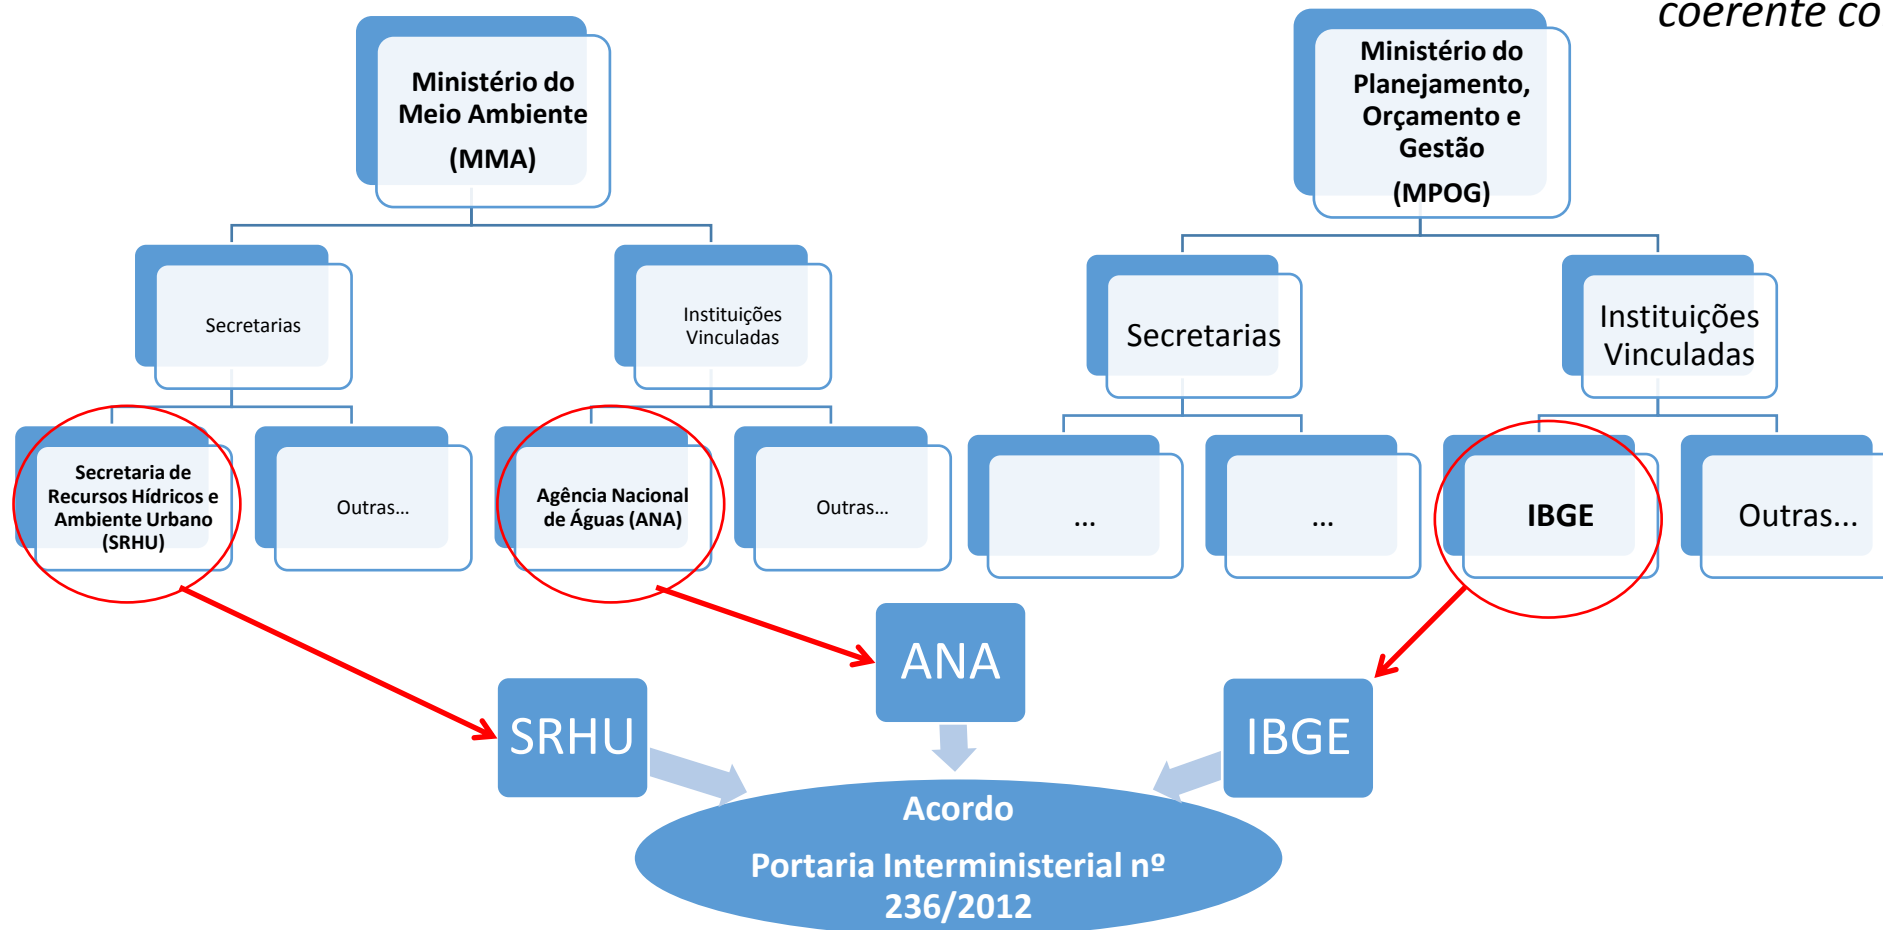 coerente co
Ministério do
Meio Ambiente
(MMA)
Ministério do
Planejamento,
Orçamento e
Gestão
(MPOG)
Secretarias
Instituições
Vinculadas
Secretarias
Instituições
Vinculadas
Secretaria de
Recursos Hídricos e
Ambiente Urbano
(SRHU)
Outras...
Agência Nacional
de Águas (ANA)
Outras...
...
...
IBGE
Outras...
SRHU
ANA
IBGE
Acordo
Portaria Interministerial nº
236/2012